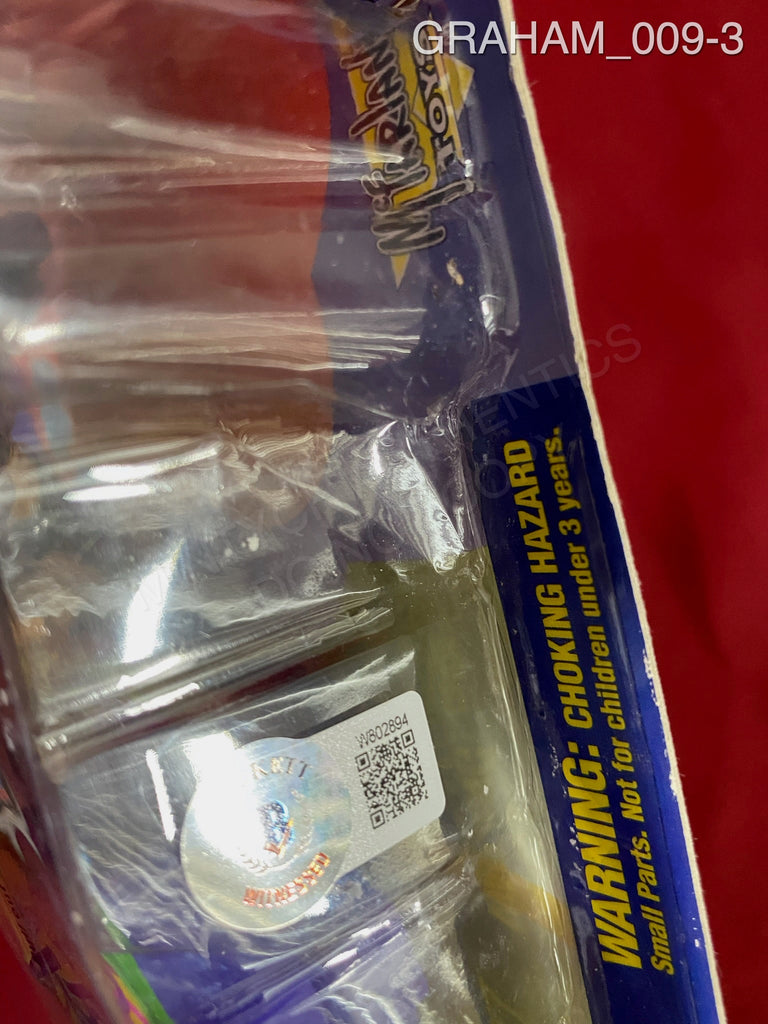 GRAHAM_009-3
McFARLANE
TOYS
WARNING: CHOKING HAZARD
Small Parts. Not for children under 3 years.
W802894
WITNESSED